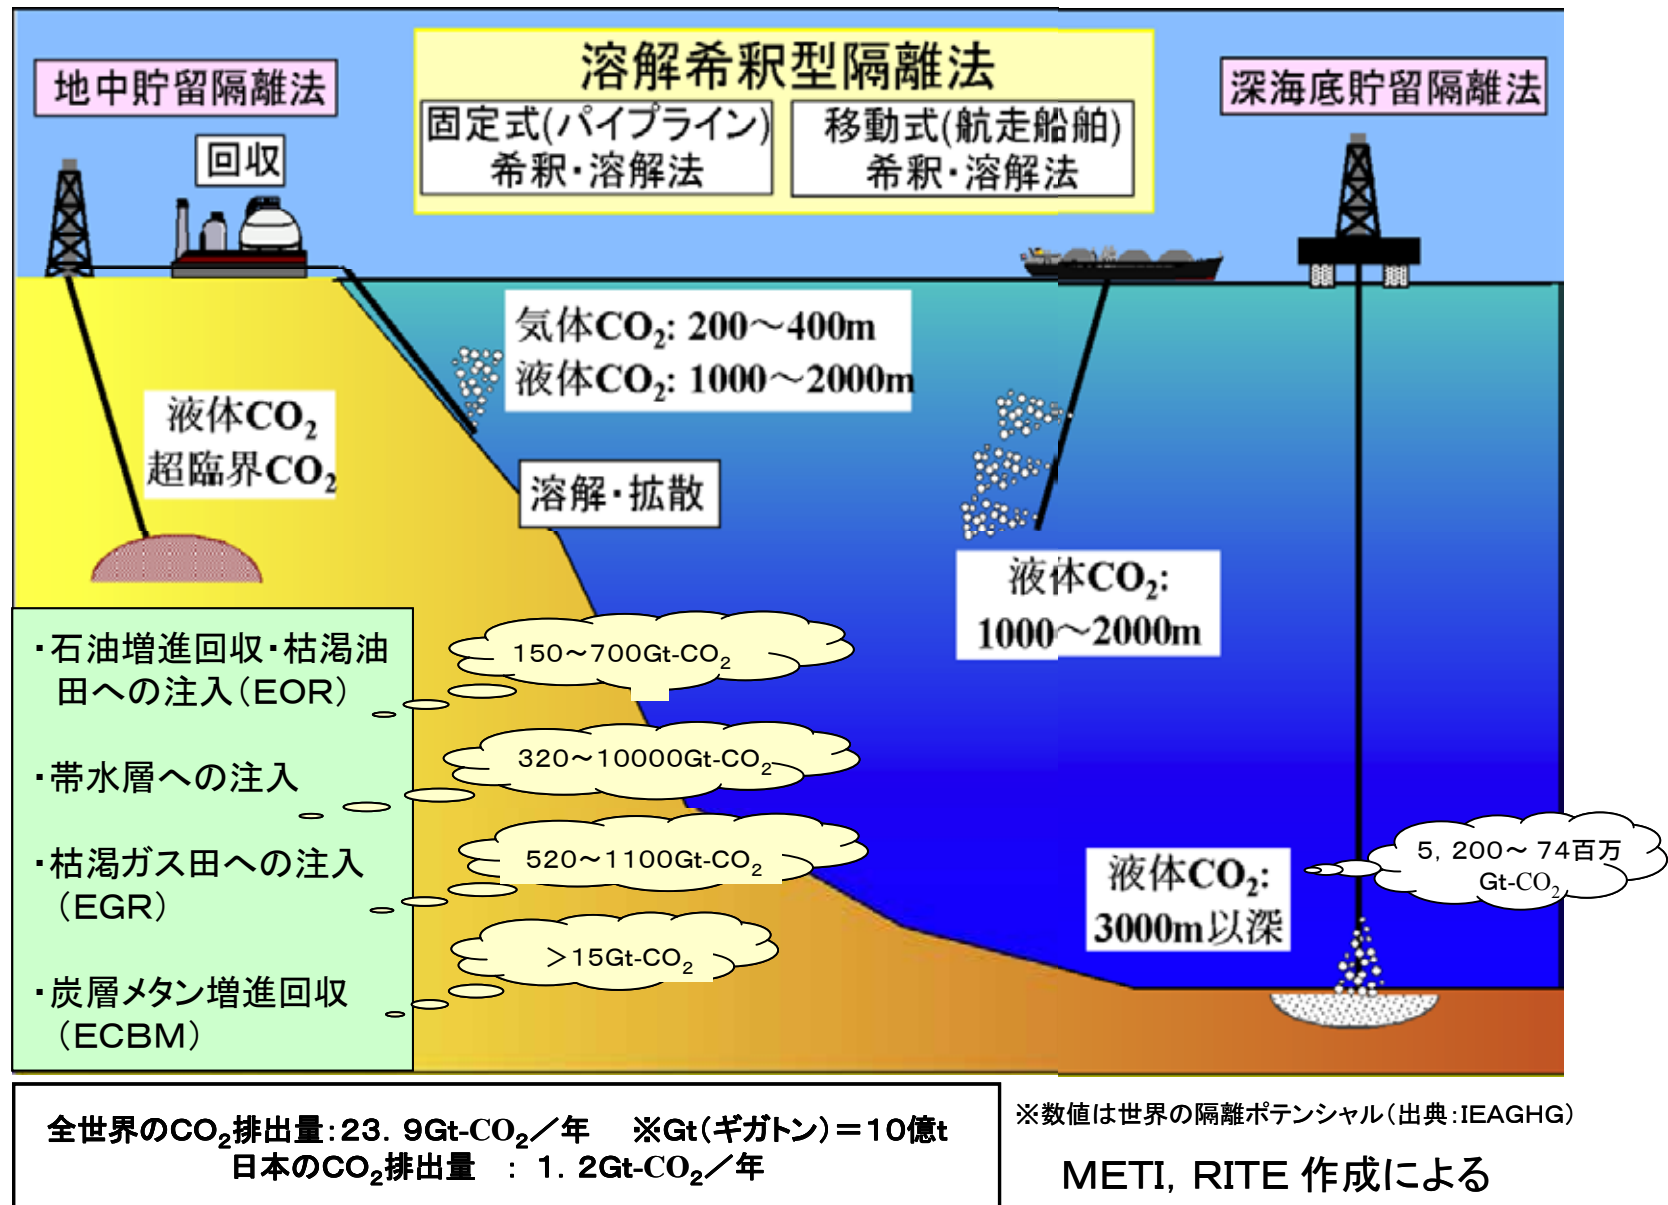 地中貯留隔離法
回収
溶解希釈型隔離法
固定式(パイプライン)
希釈・溶解法
移動式(航走船舶)
希釈・溶解法
深海底貯留隔離法
気体CO₂: 200～400m
液体CO₂: 1000～2000m
液体CO₂
超臨界CO₂
溶解・拡散
液体CO₂:
1000～2000m
・石油増進回収・枯渇油
田への注入(EOR)
150～700Gt-CO₂
・帯水層への注入
320～10000Gt-CO₂
・枯渇ガス田への注入
(EGR)
520～1100Gt-CO₂
・炭層メタン増進回収
(ECBM)
＞15Gt-CO₂
液体CO₂:
3000m以深
5, 200～ 74百万
Gt-CO₂
全世界のCO₂排出量：23. 9Gt-CO₂／年 ※Gt(ギガトン)＝10億t
日本のCO₂排出量 ： 1. 2Gt-CO₂／年
※数値は世界の隔離ポテンシャル(出典：IEAGHG)
METI, RITE 作成による